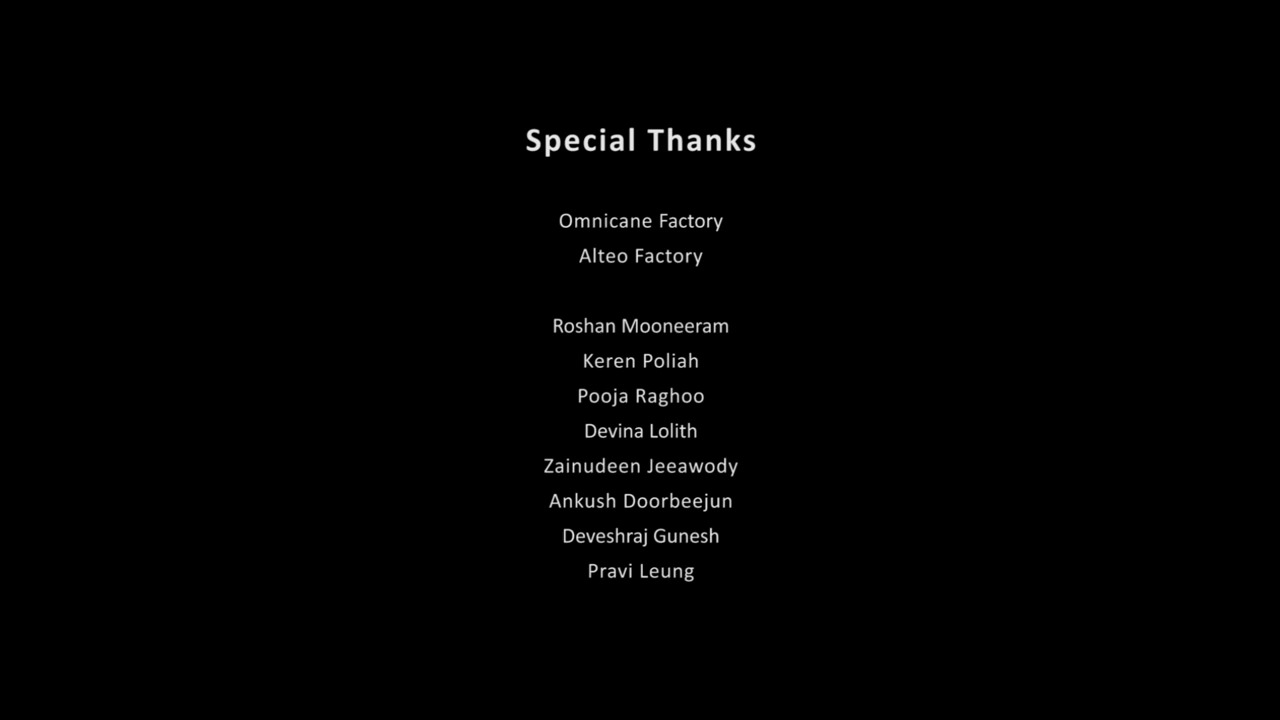 Special Thanks
Omnicane Factory
Alteo Factory
Roshan Mooneeram
Keren Poliah
Pooja Raghoo
Devina Lolith
Zainudeen Jeeawody
Ankush Doorbeejun
Deveshraj Gunesh
Pravi Leung